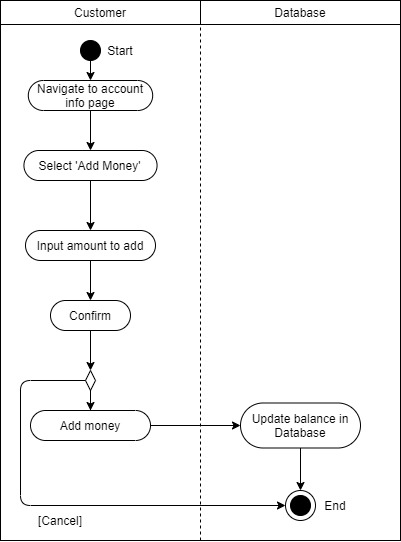 Customer
Database
Start
Navigate to account
info page
Select 'Add Money'
Input amount to add
Confirm
Add money
Update balance in
Database
End
[Cancel]